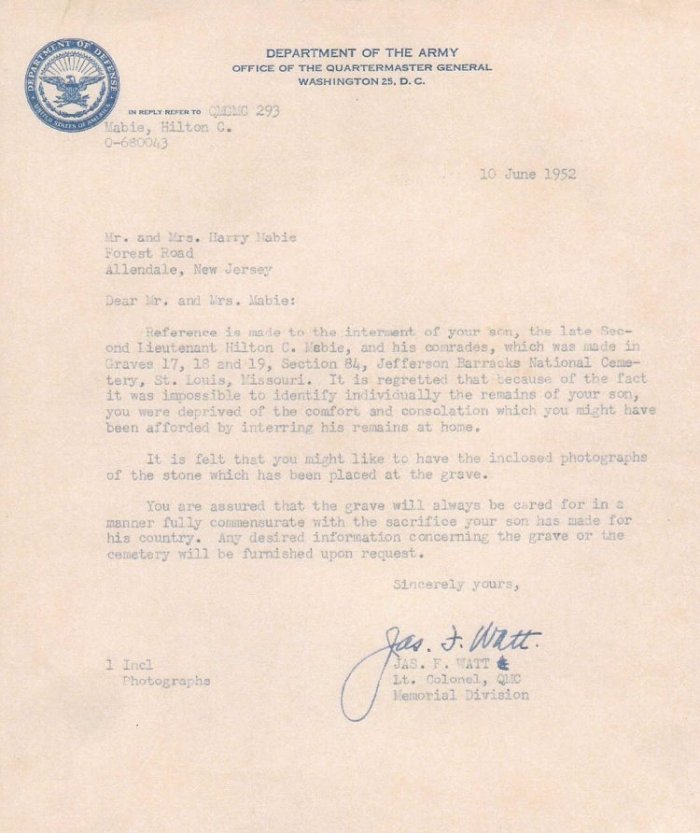 DEPARTMENT OF DEFENSE
UNITED STATES OF AMERICA
DEPARTMENT OF THE ARMY
OFFICE OF THE QUARTERMASTER GENERAL
WASHINGTON 25, D. C.
IN REPLY REFER TO QMGMC 293
Mabie, Hilton C.
O-680043
10 June 1952
Mr. and Mrs. Harry Mabie
Forest Road
Allendale, New Jersey
Dear Mr. and Mrs. Mabie:
Reference is made to the interment of your son, the late Sec-
ond Lieutenant Hilton C. Mabie, and his comrades, which was made in
Graves 17, 18 and 19, Section 84, Jefferson Barracks National Ceme-
tery, St. Louis, Missouri. It is regretted that because of the fact
it was impossible to identify individually the remains of your son,
you were deprived of the comfort and consolation which you might have
been afforded by interring his remains at home.
It is felt that you might like to have the inclosed photographs
of the stone which has been placed at the grave.
You are assured that the grave will always be cared for in a
manner fully commensurate with the sacrifice your son has made for
his country. Any desired information concerning the grave or the
cemetery will be furnished upon request.
Sincerely yours,
Jas. F. Watt.
1 Incl
Photographs
JAS. F. WATT
Lt. Colonel, QMC
Memorial Division